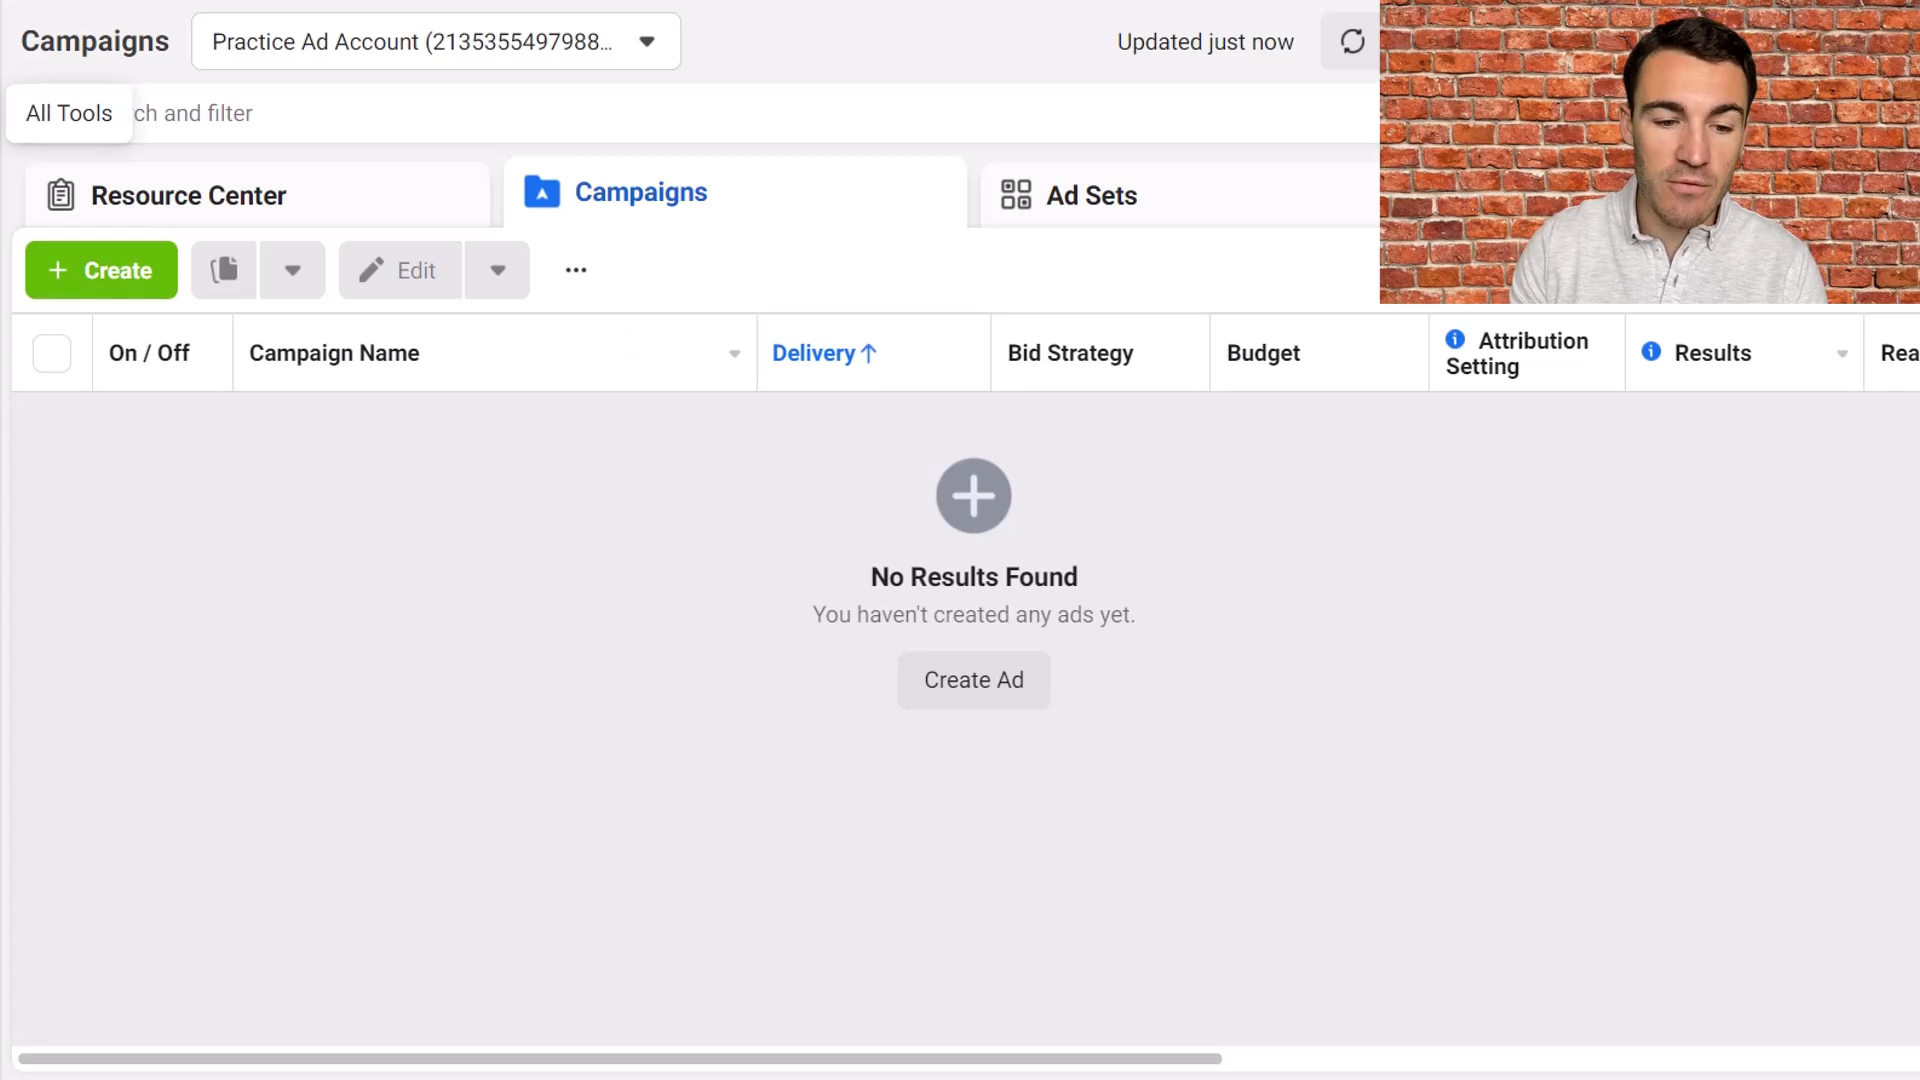 Campaigns
Practice Ad Account (2135355497988...
Updated just now
All Tools
ch and filter
Resource Center
Campaigns
Ad Sets
Create
Edit
On / Off
Campaign Name
Delivery ↑
Bid Strategy
Budget
Attribution
Setting
Results
Rea
No Results Found
You haven't created any ads yet.
Create Ad